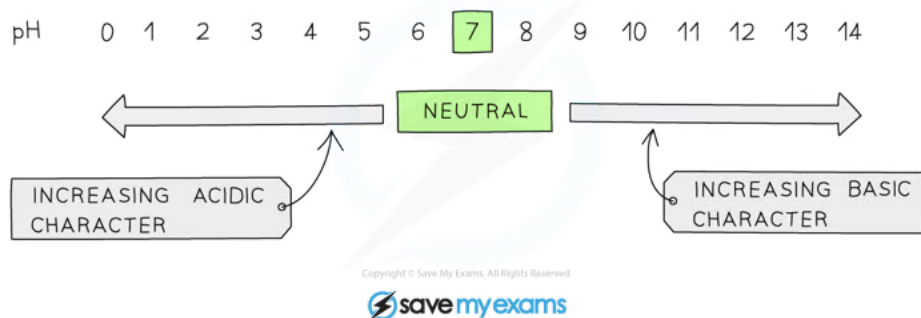 pH 0 1 2 3 4 5 6 7 8 9 10 11 12 13 14
NEUTRAL
INCREASING ACIDIC
CHARACTER
INCREASING BASIC
CHARACTER
Copyright © Save My Exams. All Rights Reserved
save my exams